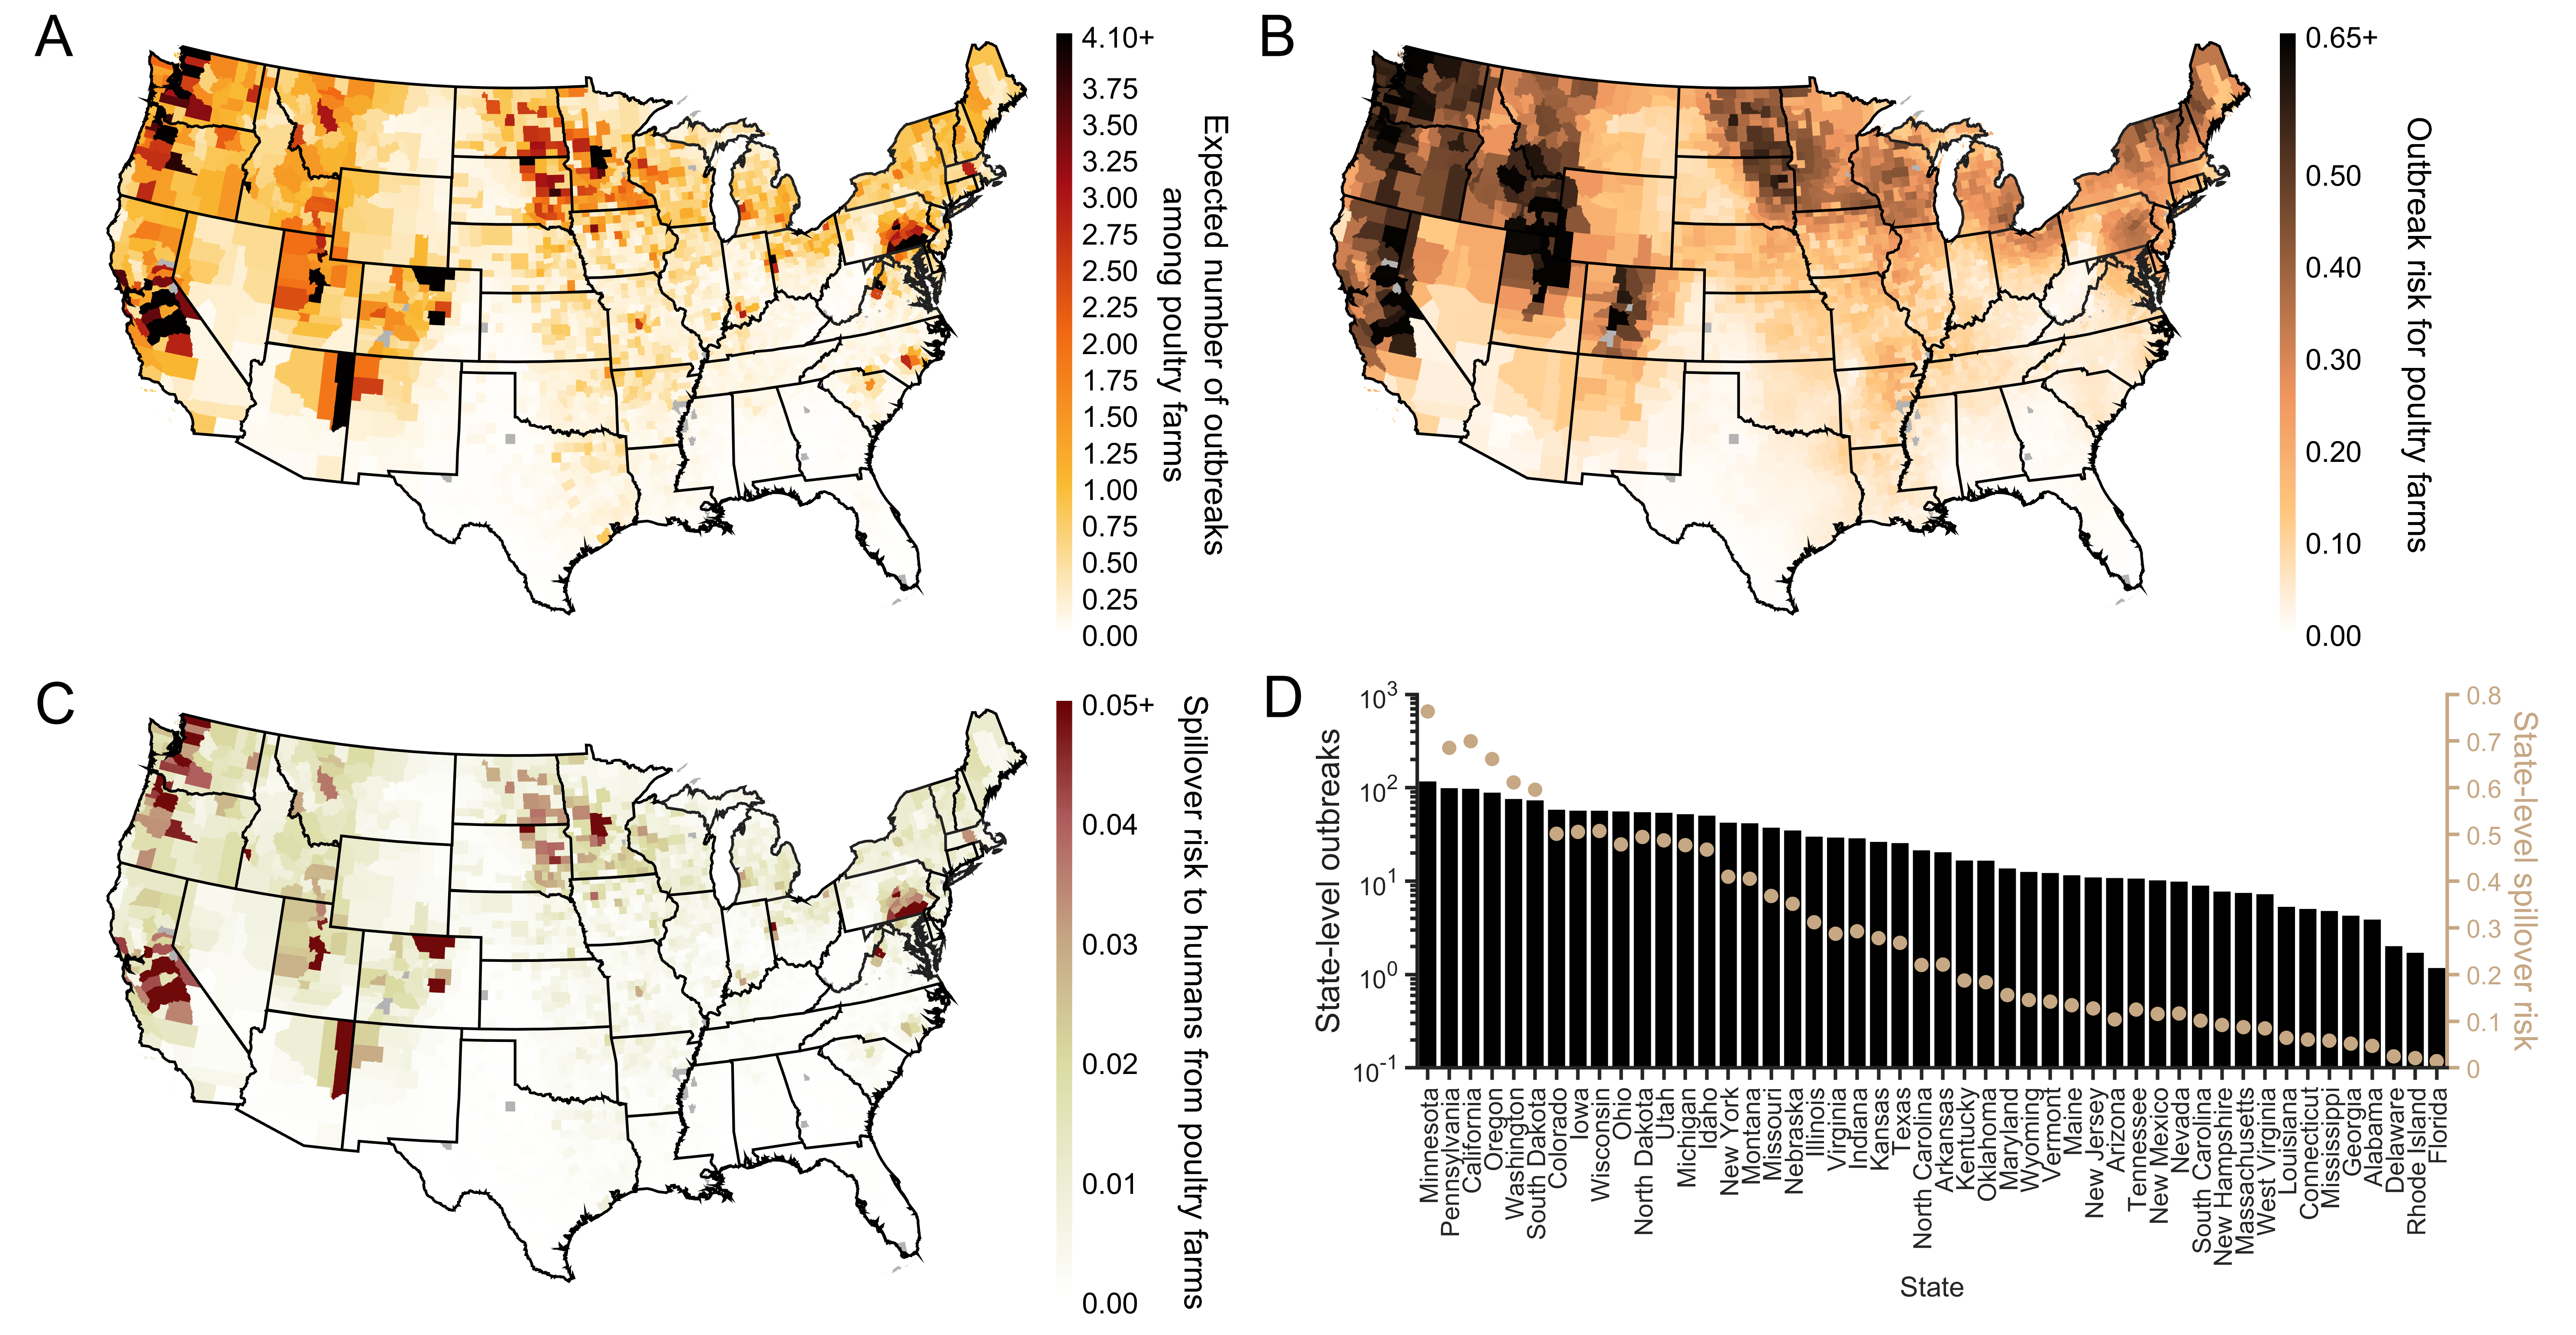 A
4.10+
3.75
3.50
3.25
3.00
2.75
2.50
2.25
2.00
1.75
1.50
1.25
1.00
0.75
0.50
0.25
0.00
Expected number of outbreaks
among poultry farms
B
0.65+
0.50
0.40
0.30
0.20
0.10
0.00
Outbreak risk for poultry farms
C
0.05+
0.04
0.03
0.02
0.01
0.00
Spillover risk to humans from poultry farms
D
State-level outbreaks
10^3
10^2
10^1
10^0
10^-1
0.8
0.7
0.6
0.5
0.4
0.3
0.2
0.1
0
State-level spillover risk
Minnesota
Pennsylvania
California
Oregon
Washington
South Dakota
Colorado
Iowa
Wisconsin
Ohio
North Dakota
Utah
Michigan
Idaho
New York
Montana
Missouri
Nebraska
Illinois
Virginia
Indiana
Kansas
Texas
North Carolina
Arkansas
Kentucky
Oklahoma
Maryland
Wyoming
Vermont
Maine
New Jersey
Arizona
Tennessee
New Mexico
Nevada
South Carolina
New Hampshire
Massachusetts
West Virginia
Louisiana
Connecticut
Mississippi
Georgia
Alabama
Delaware
Rhode Island
Florida
State